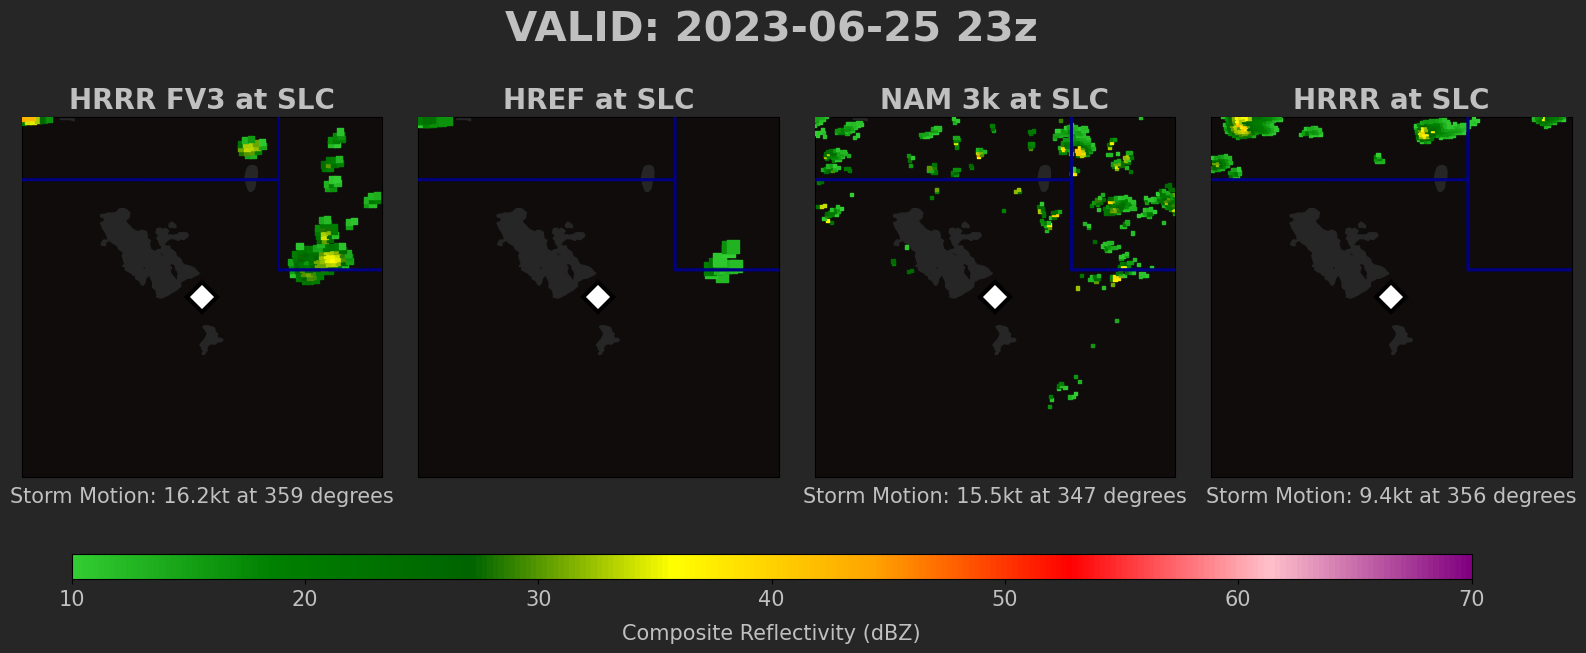 VALID: 2023-06-25 23z
HRRR FV3 at SLC
HREF at SLC
NAM 3k at SLC
HRRR at SLC
Storm Motion: 16.2kt at 359 degrees
Storm Motion: 15.5kt at 347 degrees
Storm Motion: 9.4kt at 356 degrees
10 20 30 40 50 60 70
Composite Reflectivity (dBZ)